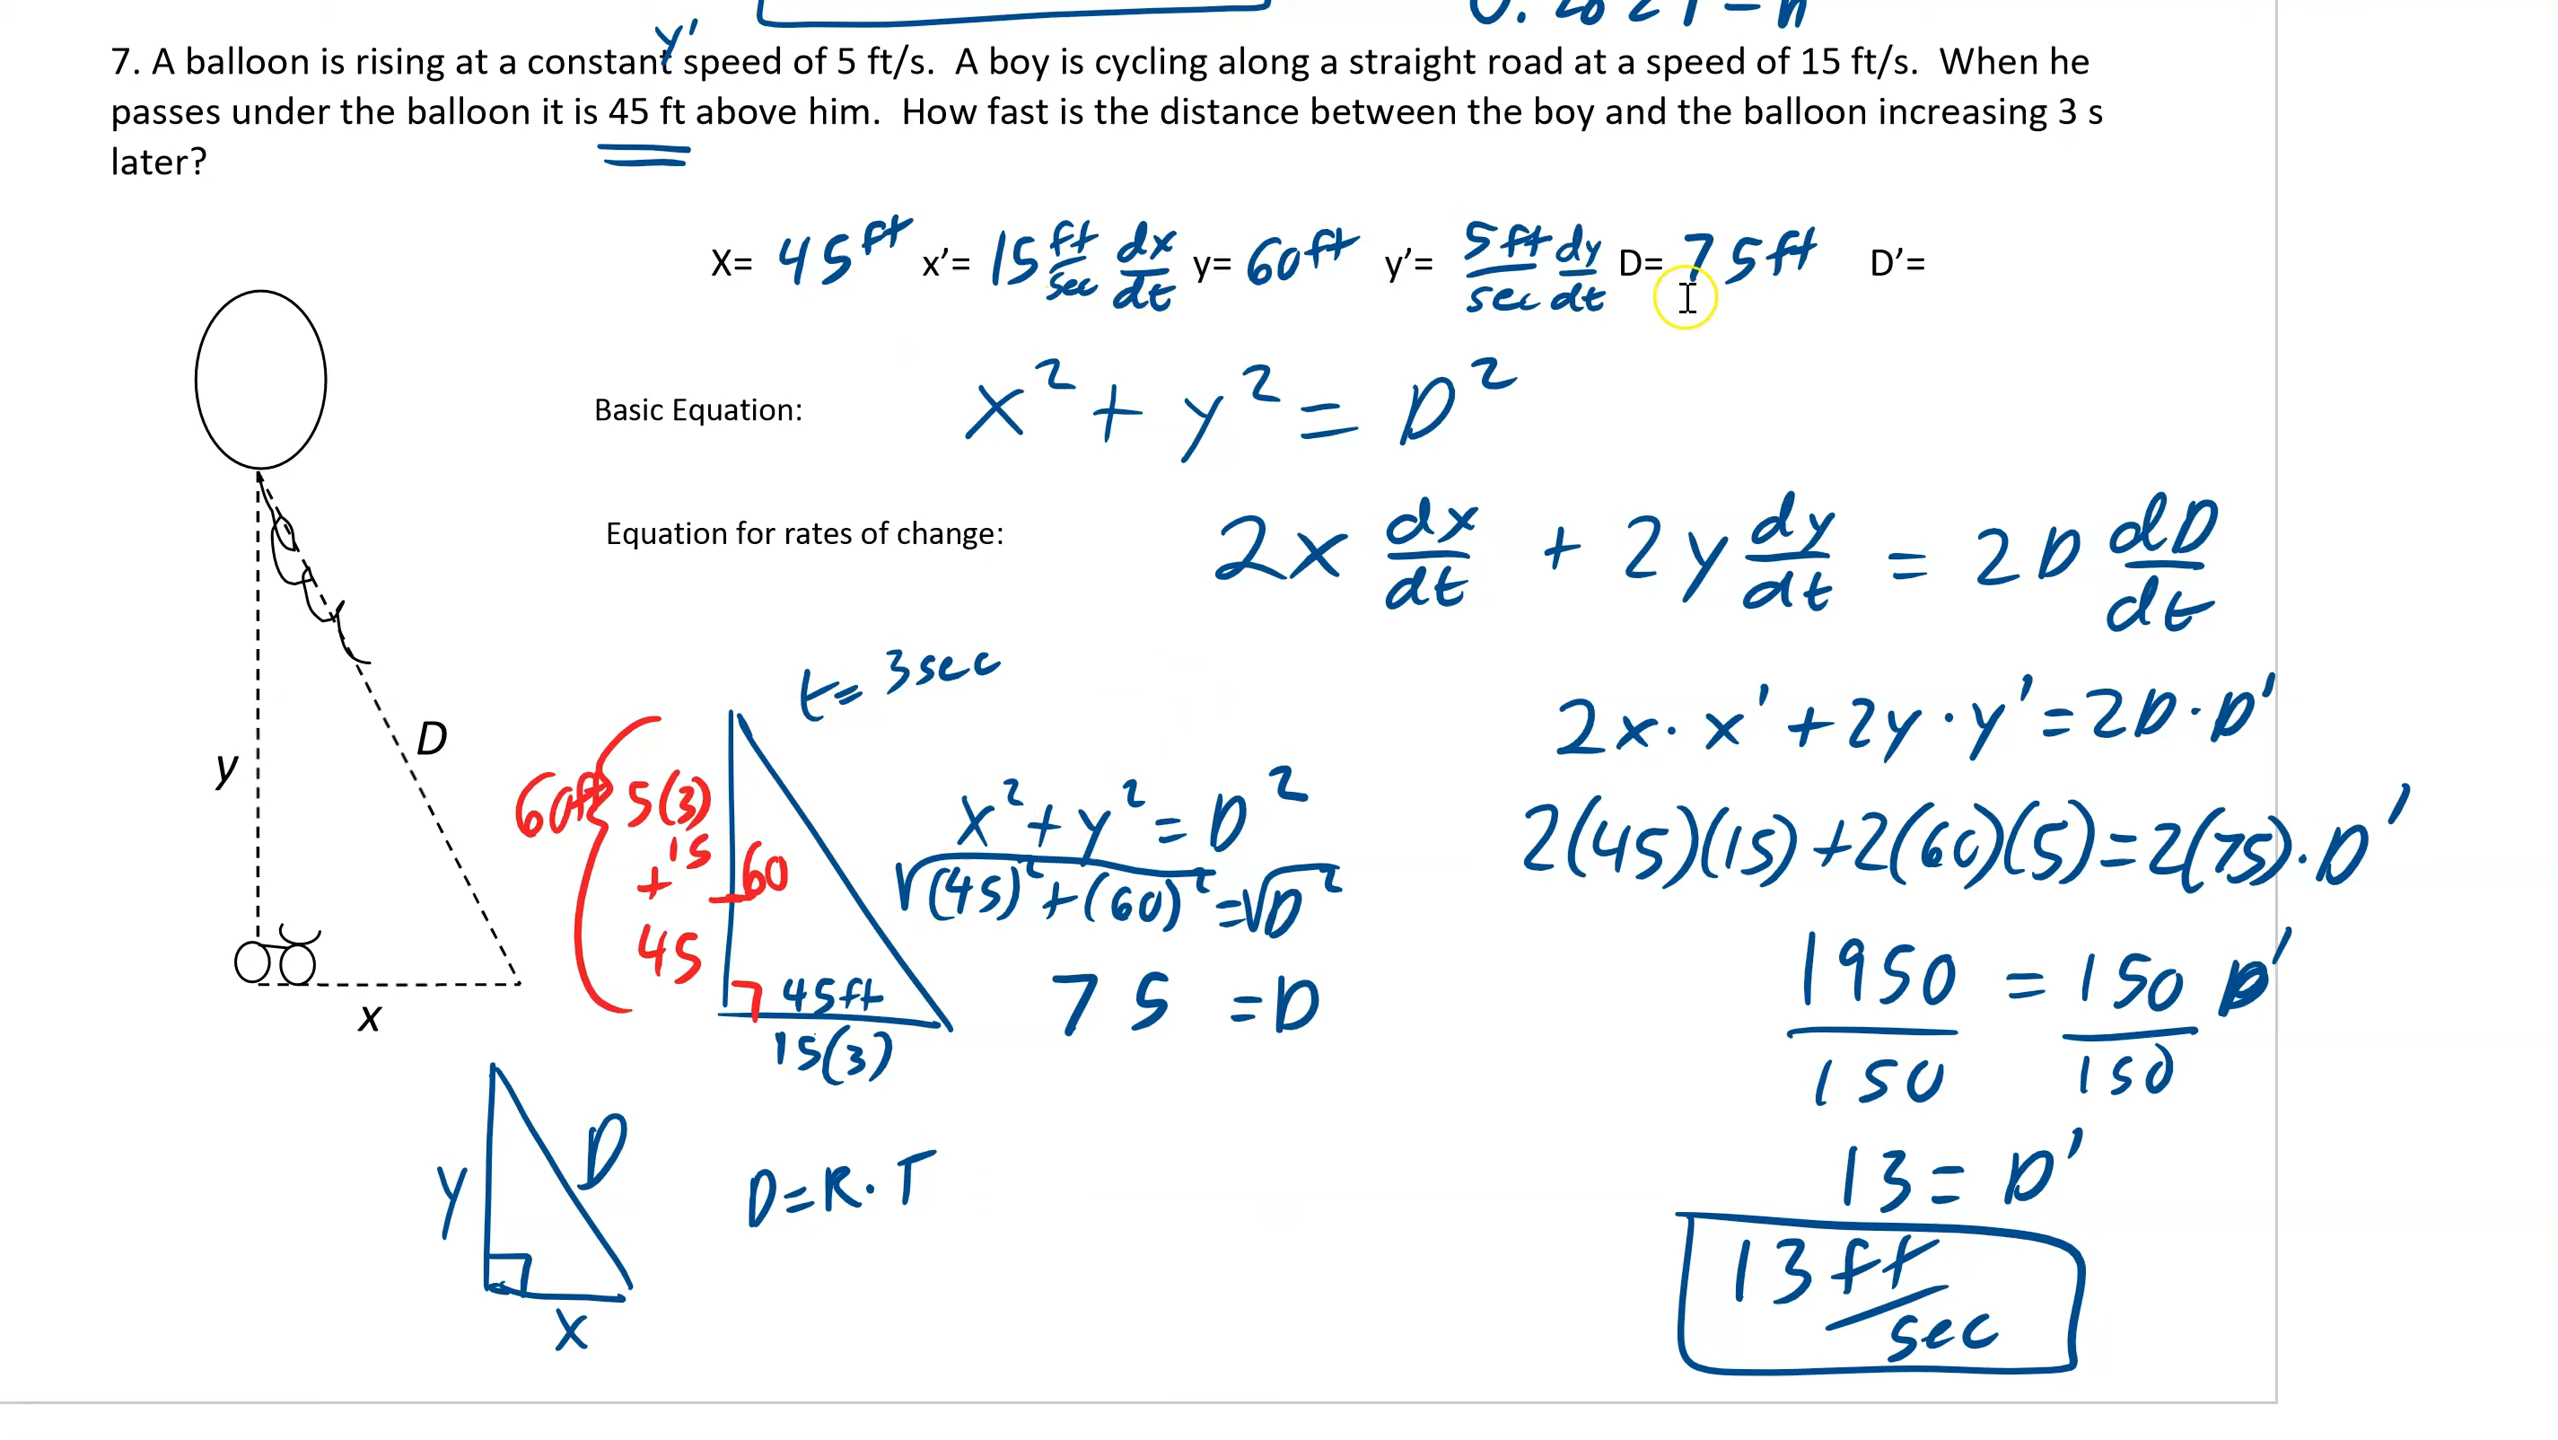 y'
7. A balloon is rising at a constant speed of 5 ft/s. A boy is cycling along a straight road at a speed of 15 ft/s. When he
passes under the balloon it is 45 ft above him. How fast is the distance between the boy and the balloon increasing 3 s
later?
X= 45 ft x'= 15 ft/sec dx/dt y= 60 ft y'= 5 ft/sec dy/dt D= 75 ft D'=
Basic Equation: x² + y² = D²
Equation for rates of change: 2x dx/dt + 2y dy/dt = 2D dD/dt
t = 3 sec
2x · x' + 2y · y' = 2D · D'
y
D
x
60 ft
5(3)
15
+
45
60
45 ft
15(3)
x² + y² = D²
√(45)² + (60)² = √D²
75 = D
2(45)(15) + 2(60)(5) = 2(75) · D'
1950 = 150 D'
150 150
13 = D'
13 ft/sec
y
D
x
D = R · T